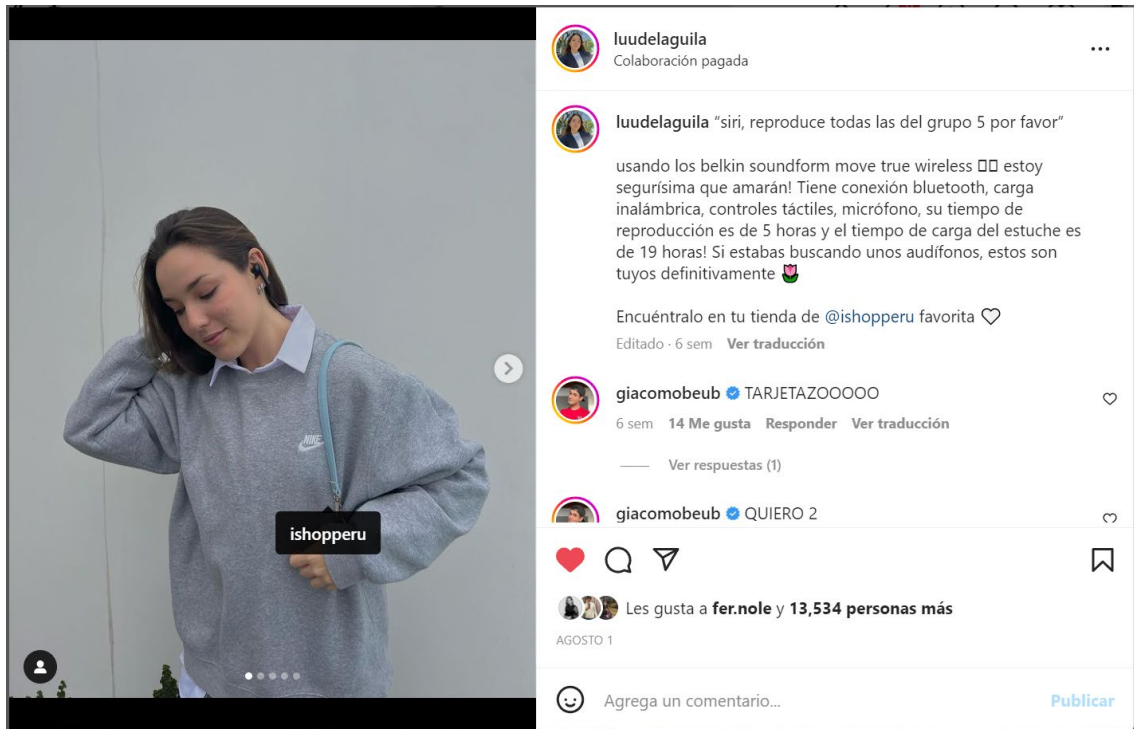 luudelaguila
Colaboración pagada
luudelaguila “siri, reproduce todas las del grupo 5 por favor”
usando los belkin soundform move true wireless ▯▯ estoy
segurísima que amarán! Tiene conexión bluetooth, carga
inalámbrica, controles táctiles, micrófono, su tiempo de
reproducción es de 5 horas y el tiempo de carga del estuche es
de 19 horas! Si estabas buscando unos audífonos, estos son
tuyos definitivamente 🌷
Encuéntralo en tu tienda de @ishopperu favorita ♡
Editado · 6 sem Ver traducción
giacomobeub TARJETAZOOOOO
6 sem 14 Me gusta Responder Ver traducción
Ver respuestas (1)
giacomobeub QUIERO 2
Les gusta a fer.nole y 13,534 personas más
AGOSTO 1
Agrega un comentario... Publicar
NIKE
ishopperu